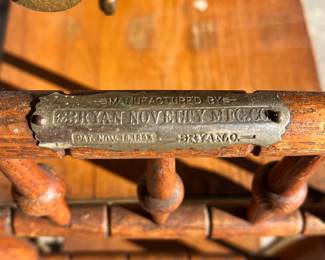 MANUFACTURED BY
BRYAN NOVELTY MFG. CO.
PAT. NOV. BRYAN, O.